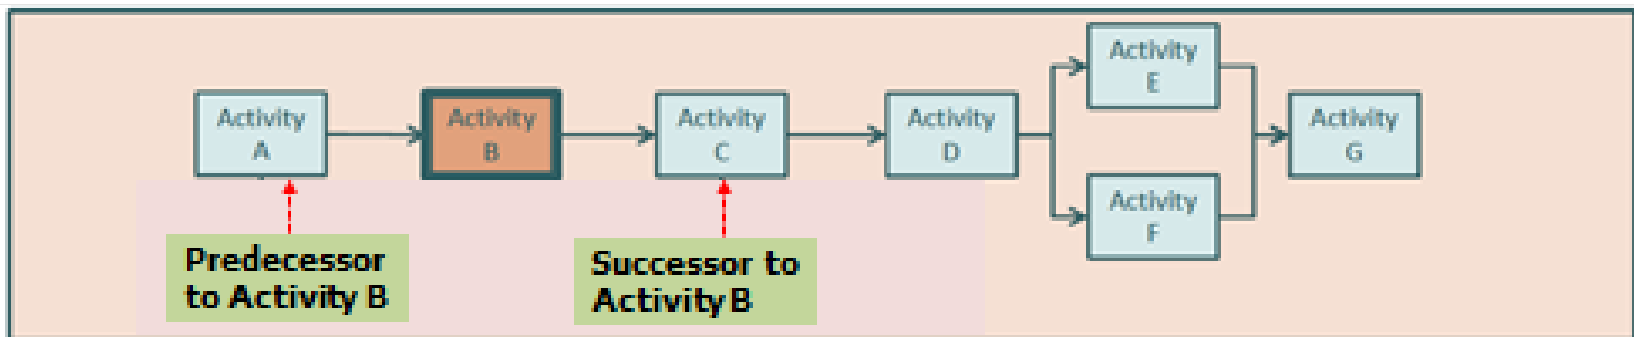 Activity
A
Activity
B
Activity
C
Activity
D
Activity
E
Activity
F
Activity
G
Predecessor
to Activity B
Successor to
Activity B